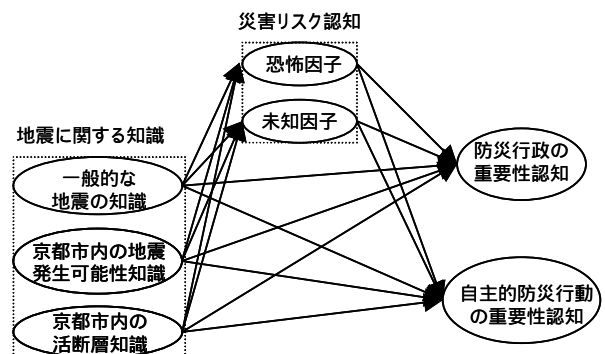 災害リスク認知
恐怖因子
未知因子
地震に関する知識
一般的な
地震の知識
京都市内の地震
発生可能性知識
京都市内の
活断層知識
防災行政の
重要性認知
自主的防災行動
の重要性認知